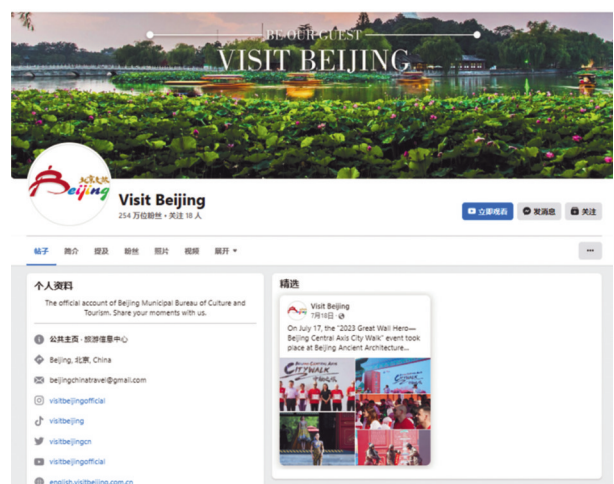 BE OUR GUEST
VISIT BEIJING
Beijing
Visit Beijing
254 万位粉丝 • 关注 18 人
立即观看
发消息
关注
帖子 简介 提及 粉丝 照片 视频 展开
个人资料
The official account of Beijing Municipal Bureau of Culture and
Tourism. Share your moments with us.
公共主页 · 旅游信息中心
Beijing, 北京, China
beijingchinatravel@gmail.com
visitbeijingofficial
visitbeijing
visitbeijingcn
visitbeijingofficial
english.visitbeijing.com.cn
精选
Visit Beijing
7月18日 ·
On July 17, the "2023 Great Wall Hero—
Beijing Central Axis City Walk" event took
place at Beijing Ancient Architecture...
CITYWALK